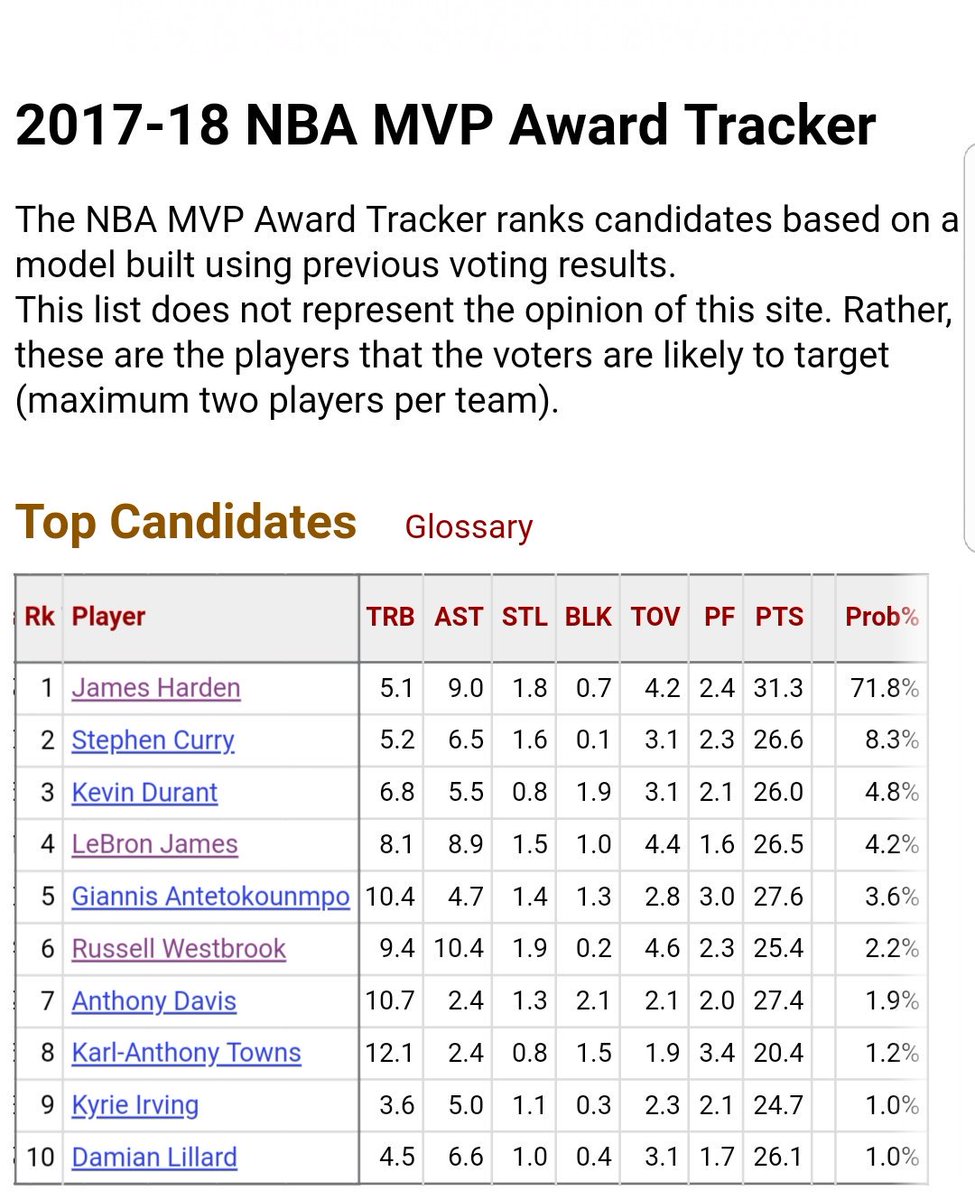 2017-18 NBA MVP Award Tracker
The NBA MVP Award Tracker ranks candidates based on a
model built using previous voting results.
This list does not represent the opinion of this site. Rather,
these are the players that the voters are likely to target
(maximum two players per team).
Top Candidates Glossary
Rk Player TRB AST STL BLK TOV PF PTS Prob%
1 James Harden 5.1 9.0 1.8 0.7 4.2 2.4 31.3 71.8%
2 Stephen Curry 5.2 6.5 1.6 0.1 3.1 2.3 26.6 8.3%
3 Kevin Durant 6.8 5.5 0.8 1.9 3.1 2.1 26.0 4.8%
4 LeBron James 8.1 8.9 1.5 1.0 4.4 1.6 26.5 4.2%
5 Giannis Antetokounmpo 10.4 4.7 1.4 1.3 2.8 3.0 27.6 3.6%
6 Russell Westbrook 9.4 10.4 1.9 0.2 4.6 2.3 25.4 2.2%
7 Anthony Davis 10.7 2.4 1.3 2.1 2.1 2.0 27.4 1.9%
8 Karl-Anthony Towns 12.1 2.4 0.8 1.5 1.9 3.4 20.4 1.2%
9 Kyrie Irving 3.6 5.0 1.1 0.3 2.3 2.1 24.7 1.0%
10 Damian Lillard 4.5 6.6 1.0 0.4 3.1 1.7 26.1 1.0%